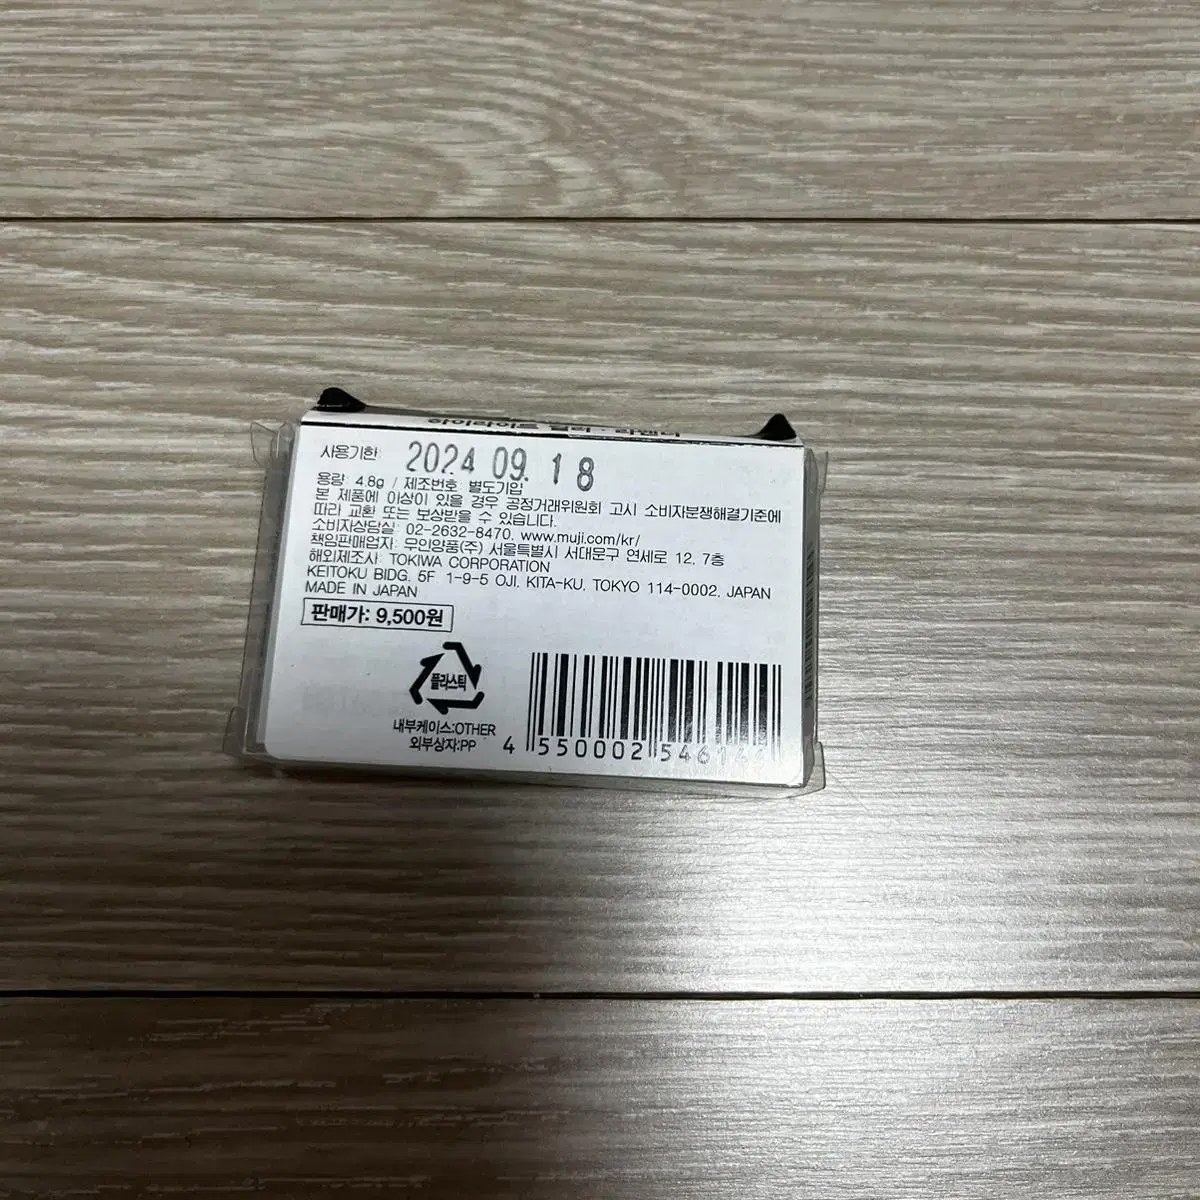 사용기한: 2024 09. 18
용량: 4.8g / 제조번호: 별도기입
본 제품에 이상이 있을 경우 공정거래위원회 고시 소비자분쟁해결기준에
따라 교환 또는 보상받을 수 있습니다.
소비자상담실: 02-2632-8470, www.muji.com/kr/
책임판매업자: 무인양품(주) 서울특별시 서대문구 연세로 12, 7층
해외제조사: TOKIWA CORPORATION
KEITOKU BIDG. 5F 1-9-5 OJI, KITA-KU, TOKYO 114-0002, JAPAN
MADE IN JAPAN
판매가: 9,500원
플라스틱
내부케이스:OTHER
외부상자:PP
4 550002